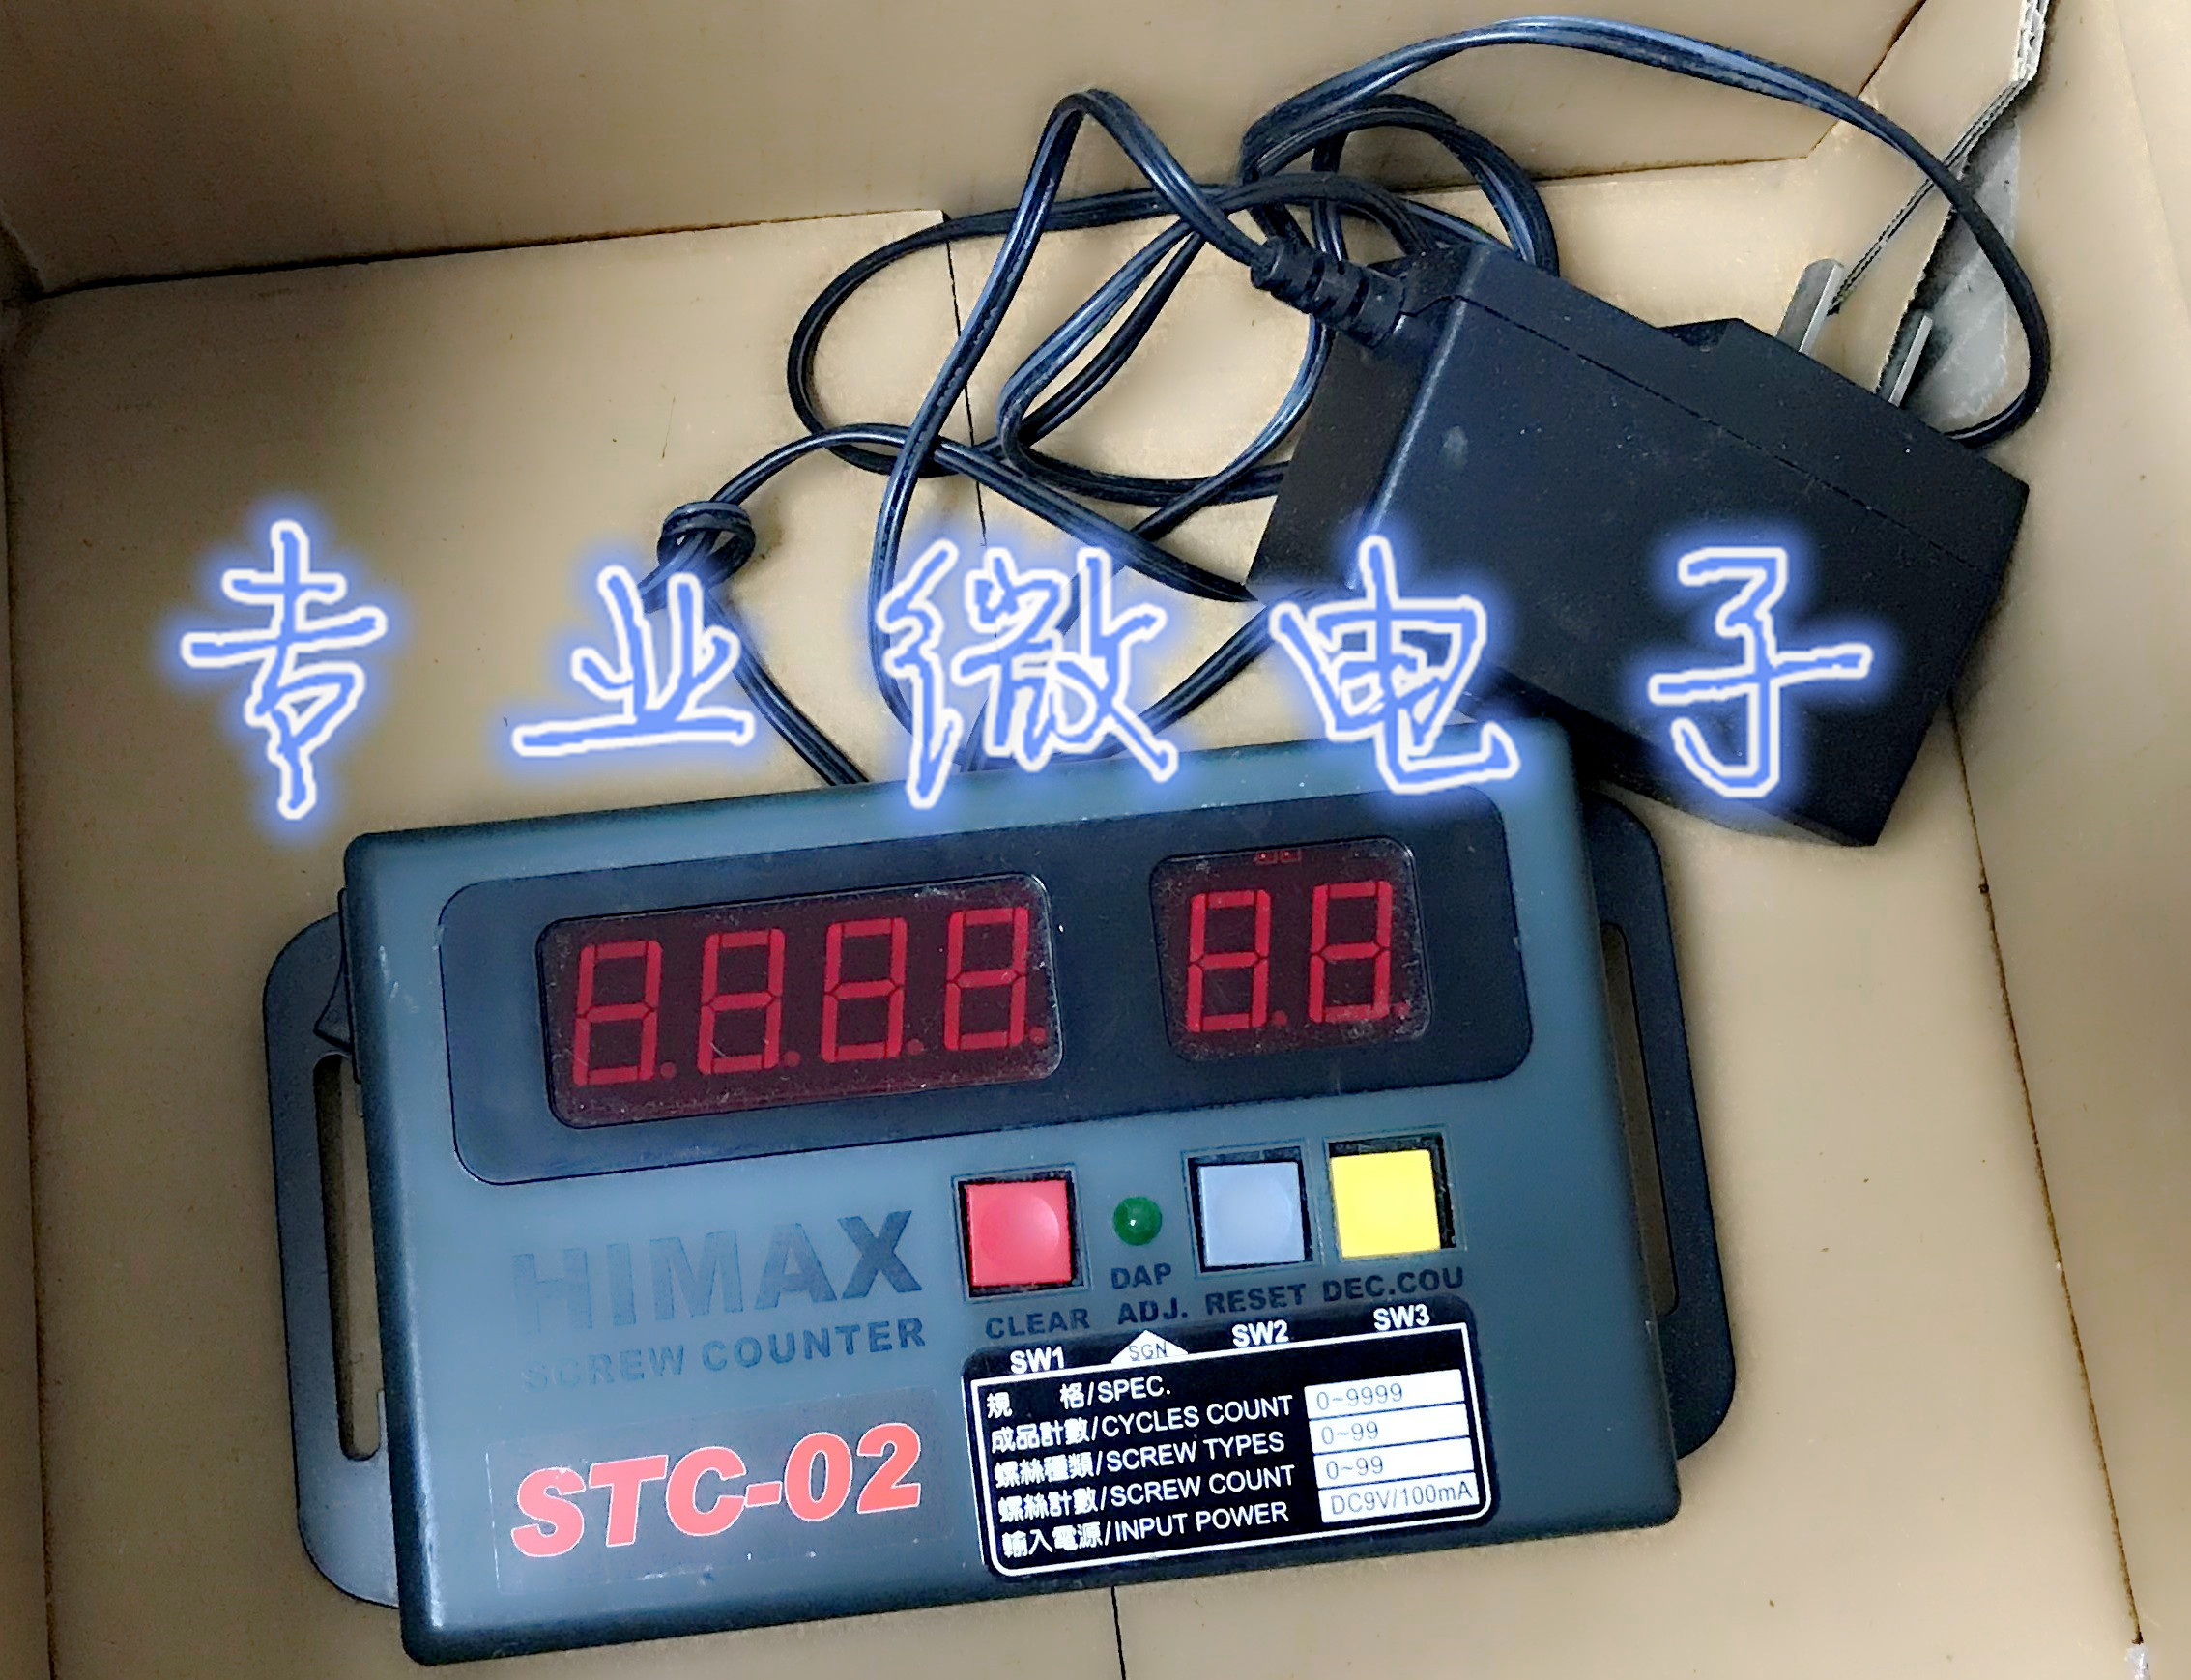 专业微电子
HIMAX
SCREW COUNTER
STC-02
CLEAR
DAP
ADJ.
RESET
DEC.COU
SW1
SGN
SW2
SW3
規 格/SPEC.
成品計數/CYCLES COUNT 0~9999
螺絲種類/SCREW TYPES 0~99
螺絲計數/SCREW COUNT 0~99
輸入電源/INPUT POWER DC9V/100mA